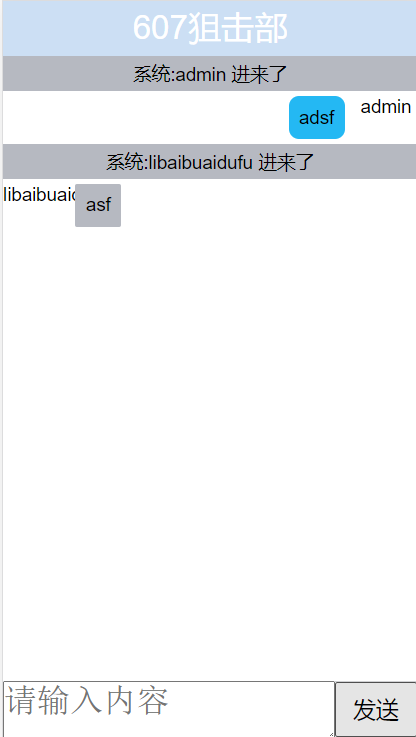 607狙击部
系统:admin 进来了
adsf admin
系统:libaibuaidufu 进来了
libaibuaid asf
请输入内容 发送